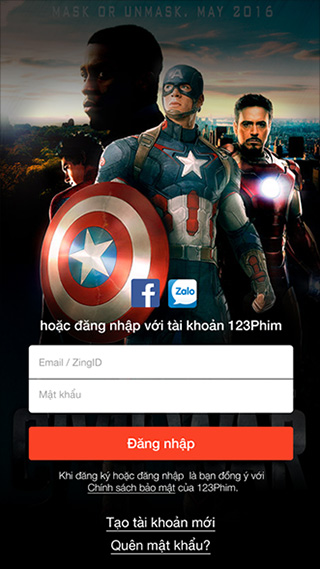 MASK OR UNMASK. MAY 2016
f
Zalo
hoặc đăng nhập với tài khoản 123Phim
Email / ZingID
Mật khẩu
WAR
Đăng nhập
Khi đăng ký hoặc đăng nhập là bạn đồng ý với
Chính sách bảo mật của 123Phim.
Tạo tài khoản mới
Quên mật khẩu?